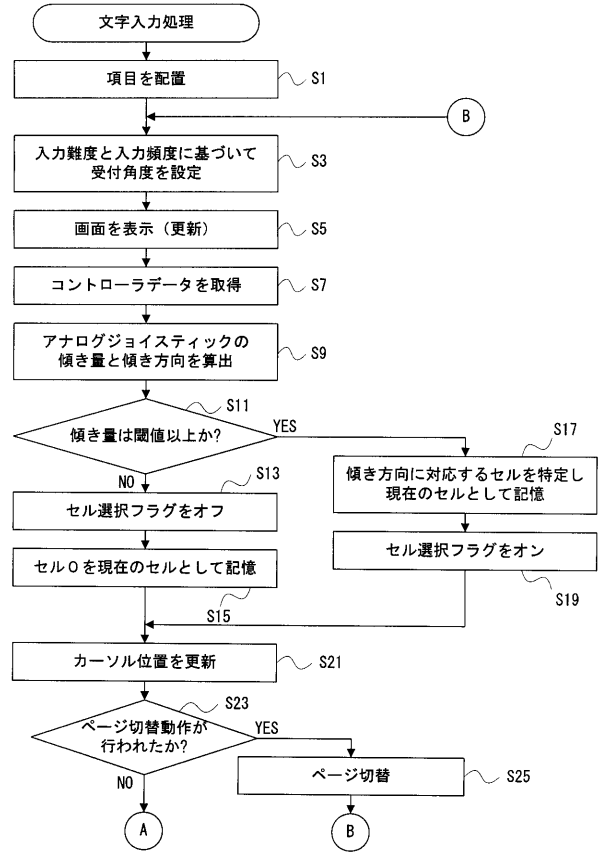 文字入力処理
項目を配置
S1
B
入力難度と入力頻度に基づいて
受付角度を設定
S3
画面を表示（更新）
S5
コントローラデータを取得
S7
アナログジョイスティックの
傾き量と傾き方向を算出
S9
S11
傾き量は閾値以上か?
YES
NO
S17
傾き方向に対応するセルを特定し
現在のセルとして記憶
S13
セル選択フラグをオフ
セル選択フラグをオン
S19
セル０を現在のセルとして記憶
S15
カーソル位置を更新
S21
S23
ページ切替動作が
行われたか?
YES
NO
ページ切替
S25
A
B